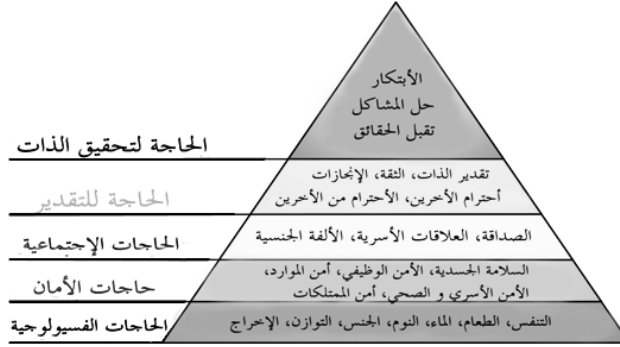 الأبتكار
حل المشاكل
تقبل الحقائق
الحاجة لتحقيق الذات
تقدير الذات، الثقة، الإنجازات
أحترام الأخرين، الأحترام من الأخرين
الحاجة للتقدير
الصداقة، العلاقات الأسرية، الألفة الجنسية
الحاجات الإجتماعية
السلامة الجسدية، الأمن الوظيفي، أمن الموارد،
الأمن الأسري و الصحي، أمن الممتلكات
حاجات الأمان
التنفس، الطعام، الماء، النوم، الجنس، التوازن، الإخراج
الحاجات الفسيولوجية